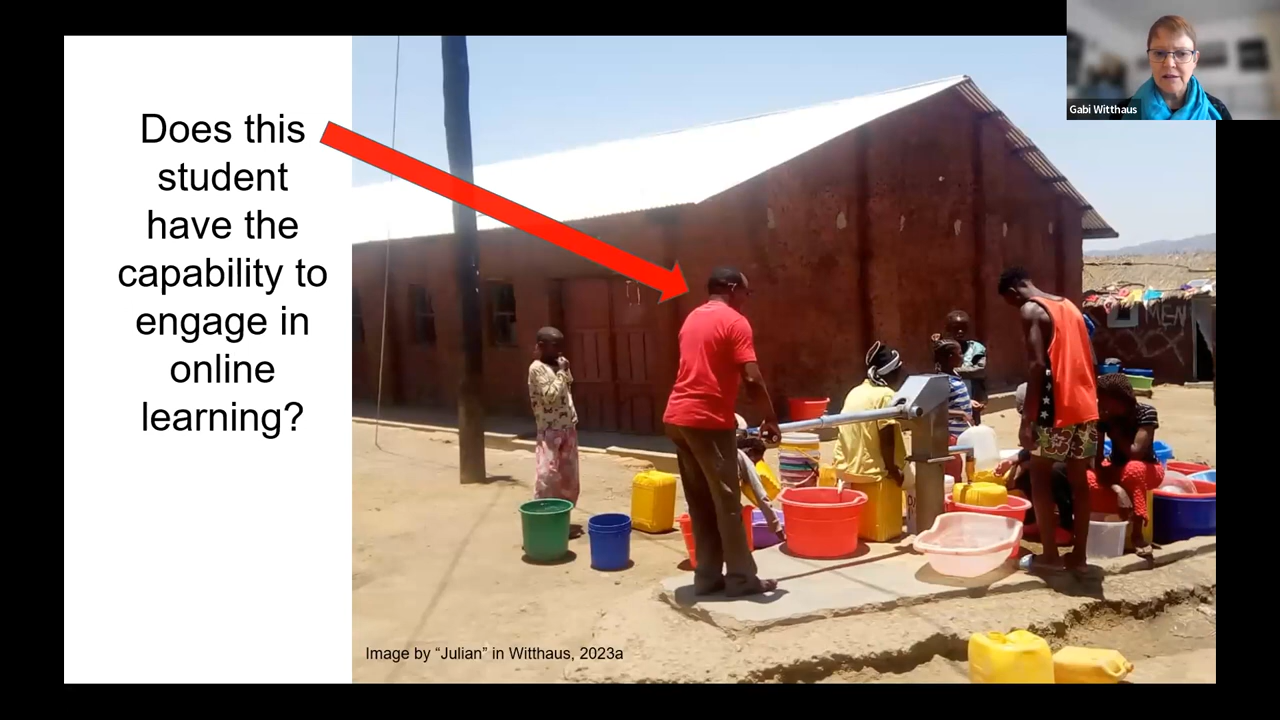 Does this
student
have the
capability to
engage in
online
learning?
Gabi Witthaus
MEN
Image by “Julian” in Witthaus, 2023a